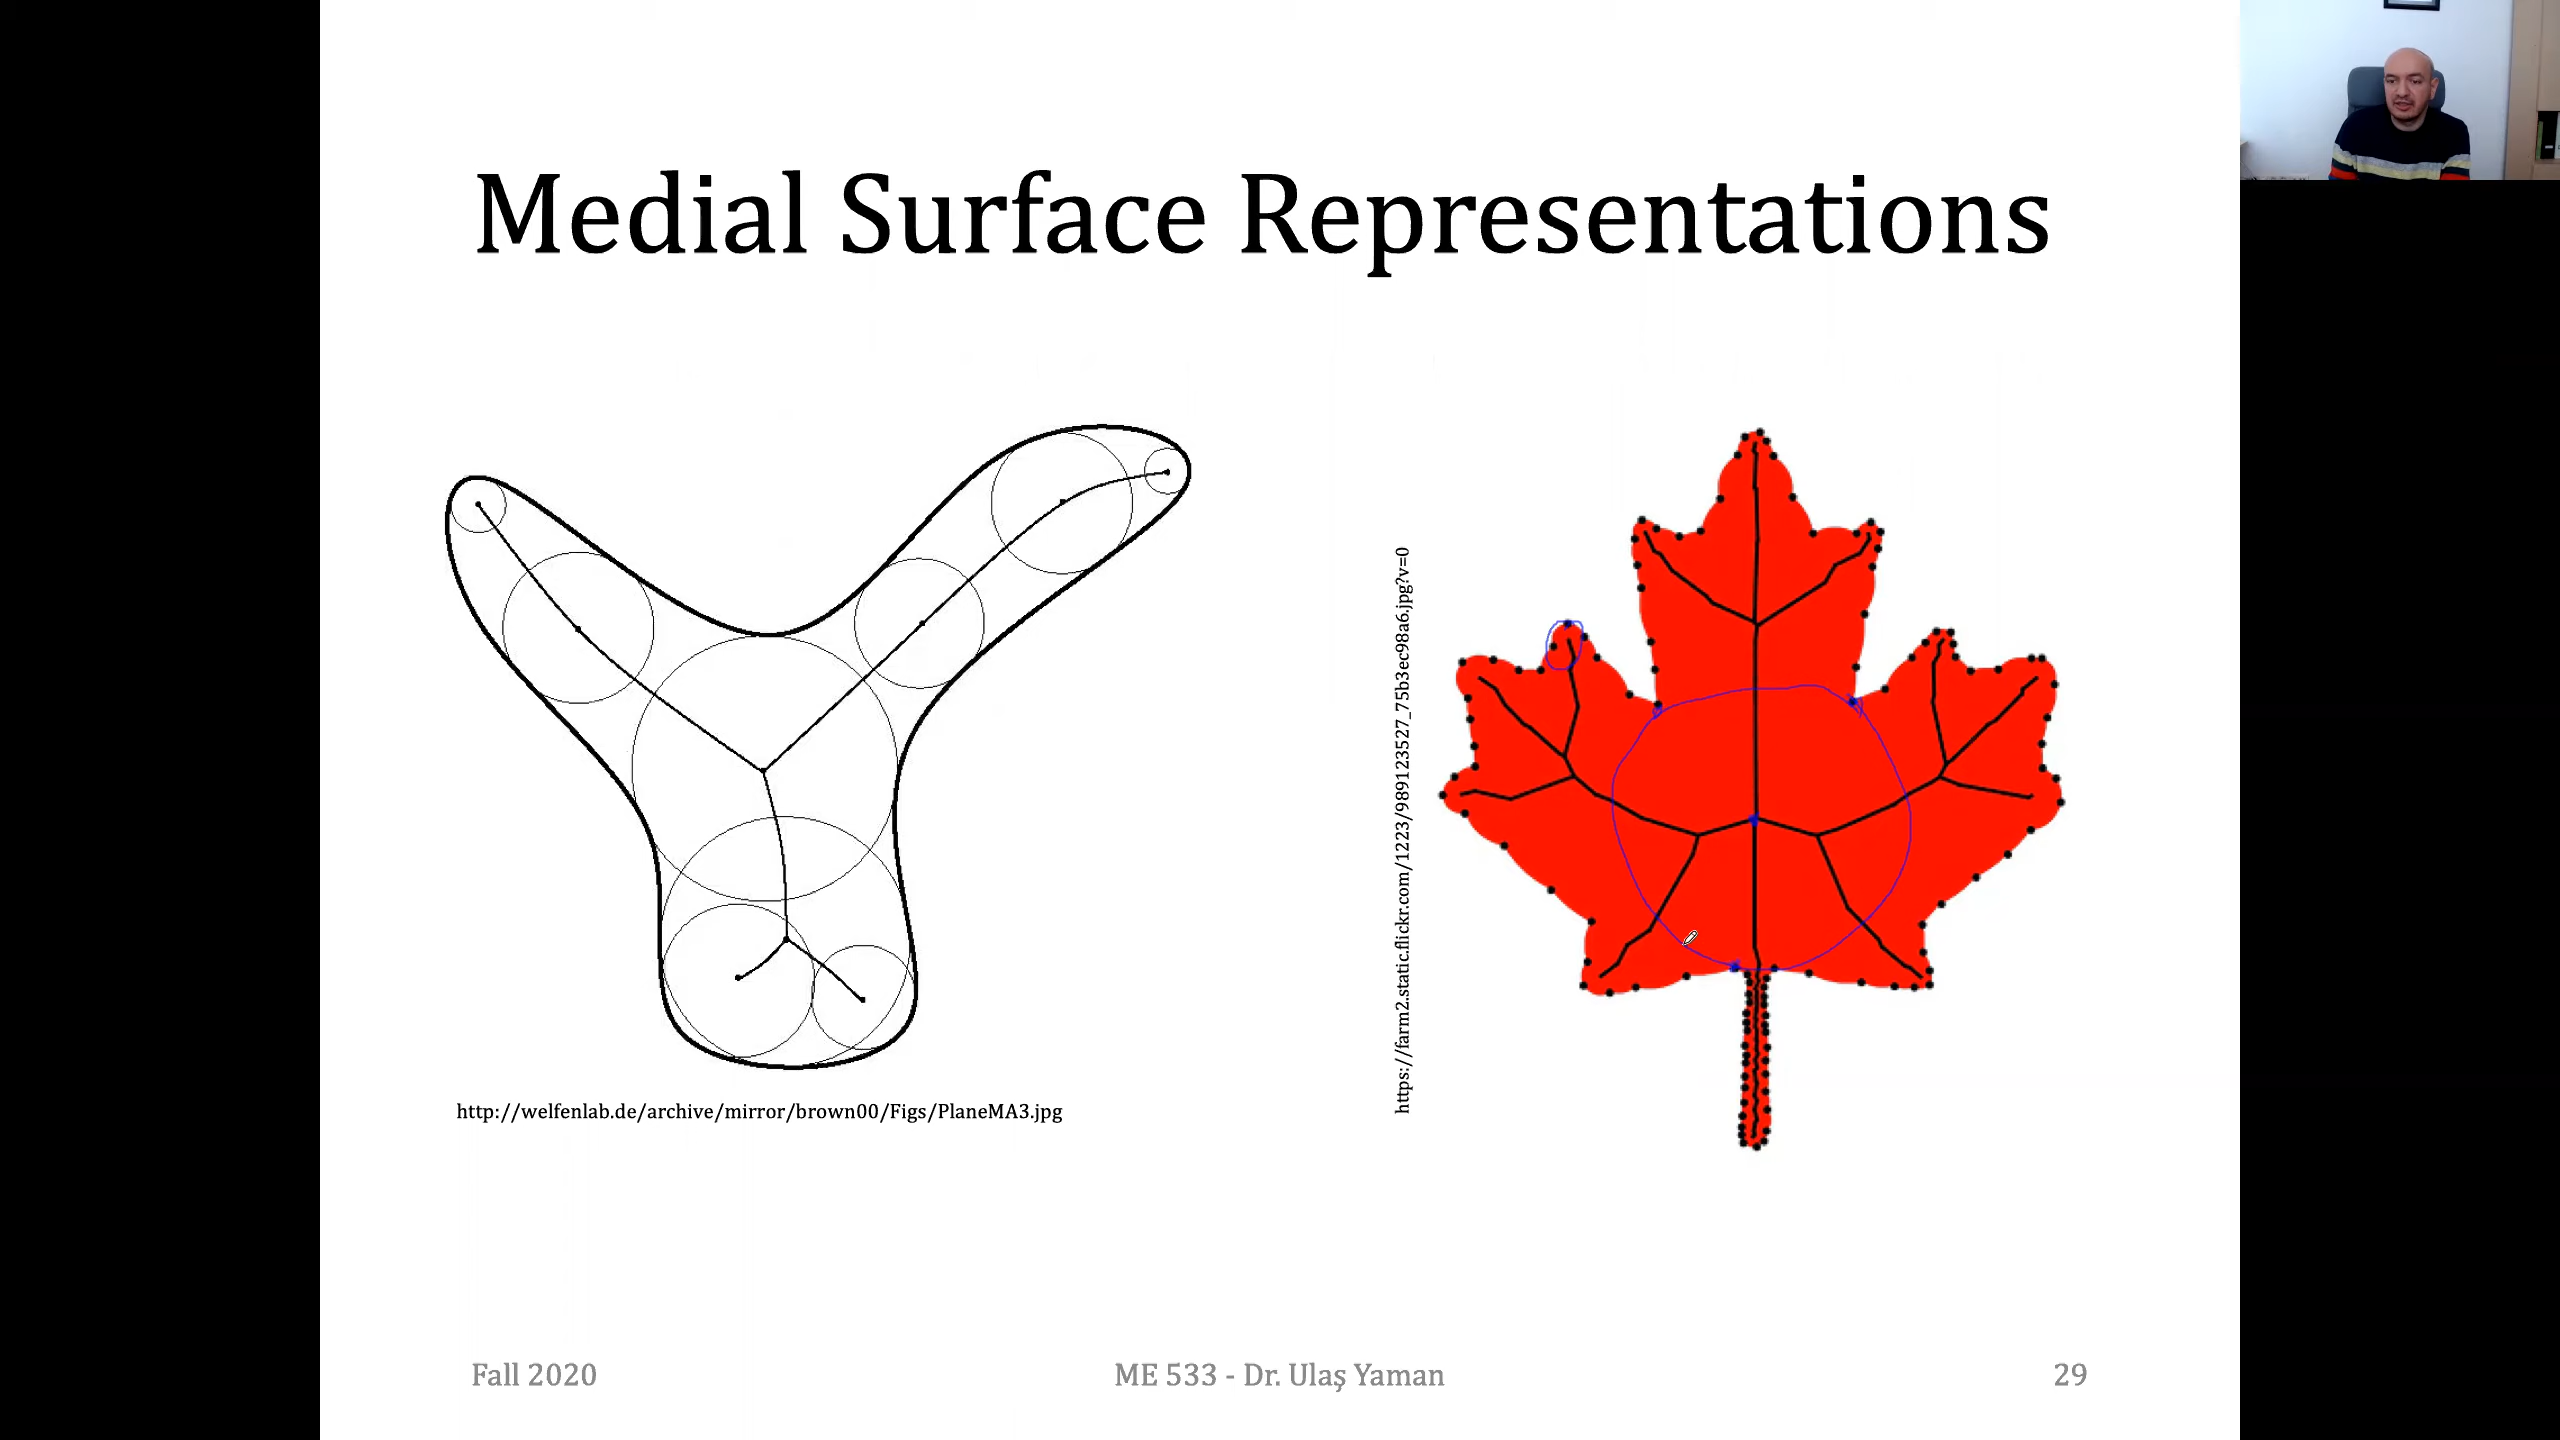 Medial Surface Representations
http://welfenlab.de/archive/mirror/brown00/Figs/PlaneMA3.jpg
https://farm2.static.flickr.com/1223/989123527_75b3ec98a6.jpg?v=0
Fall 2020
ME 533 - Dr. Ulaş Yaman
29